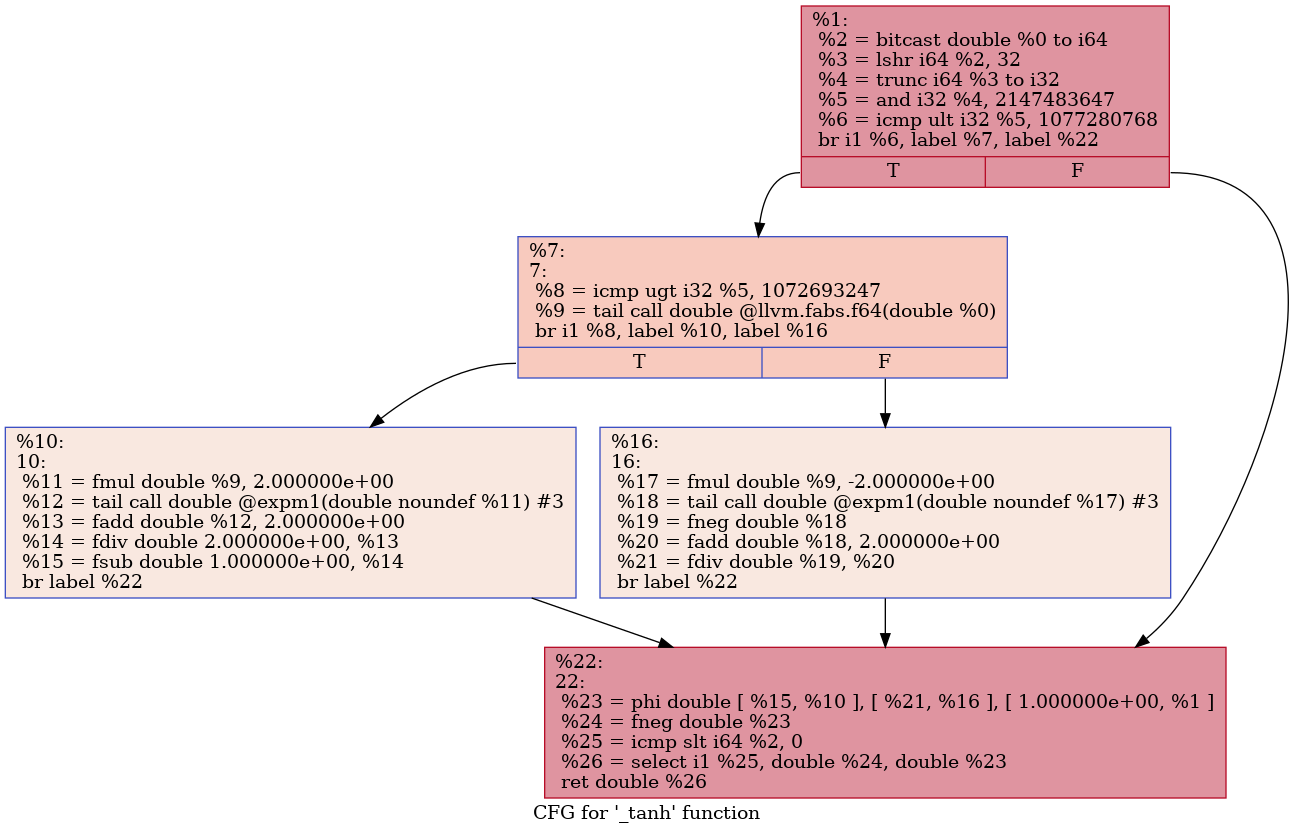 %1:
%2 = bitcast double %0 to i64
%3 = lshr i64 %2, 32
%4 = trunc i64 %3 to i32
%5 = and i32 %4, 2147483647
%6 = icmp ult i32 %5, 1077280768
br i1 %6, label %7, label %22
T
F
%7:
7:
%8 = icmp ugt i32 %5, 1072693247
%9 = tail call double @llvm.fabs.f64(double %0)
br i1 %8, label %10, label %16
T
F
%10:
10:
%11 = fmul double %9, 2.000000e+00
%12 = tail call double @expm1(double noundef %11) #3
%13 = fadd double %12, 2.000000e+00
%14 = fdiv double 2.000000e+00, %13
%15 = fsub double 1.000000e+00, %14
br label %22
%16:
16:
%17 = fmul double %9, -2.000000e+00
%18 = tail call double @expm1(double noundef %17) #3
%19 = fneg double %18
%20 = fadd double %18, 2.000000e+00
%21 = fdiv double %19, %20
br label %22
%22:
22:
%23 = phi double [ %15, %10 ], [ %21, %16 ], [ 1.000000e+00, %1 ]
%24 = fneg double %23
%25 = icmp slt i64 %2, 0
%26 = select i1 %25, double %24, double %23
ret double %26
CFG for '_tanh' function